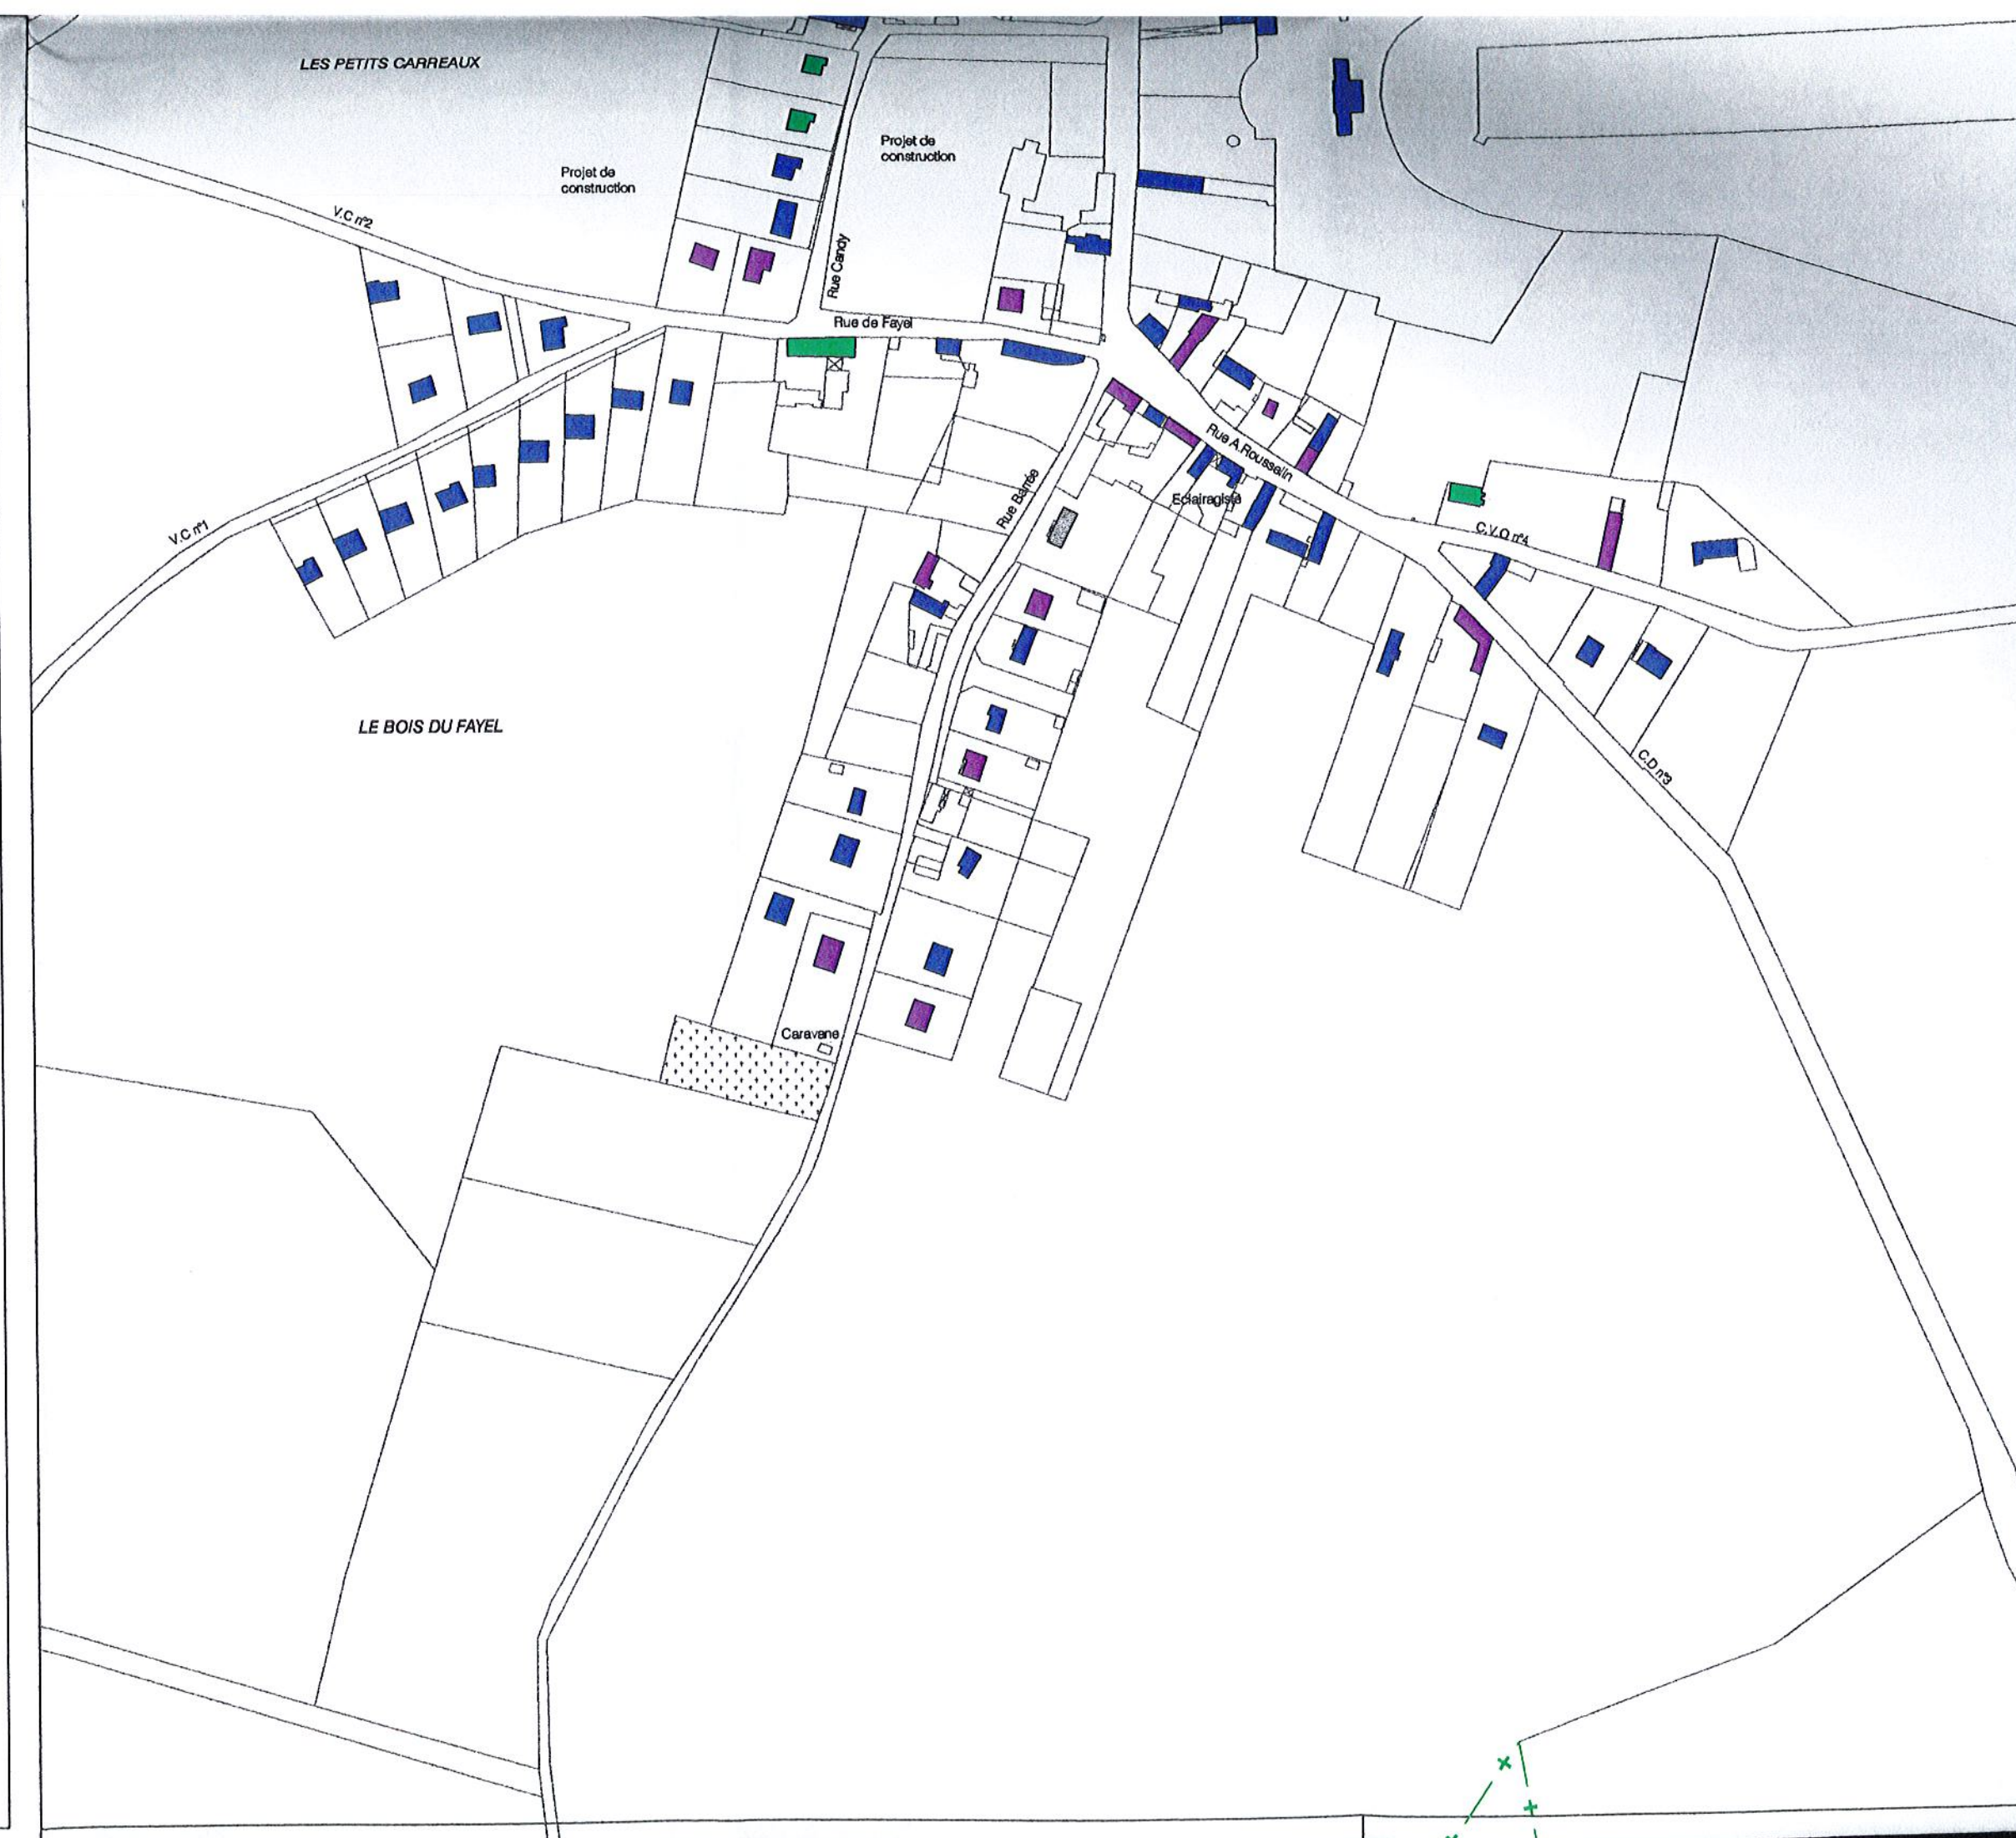 LES PETITS CARREAUX
Projet de
construction
Projet de
construction
V.C n°2
Rue Candy
Rue de Fayel
Rue A.Rousselin
Rue Barrée
Eclairagiste
V.C n°1
C.V.O n°4
LE BOIS DU FAYEL
C.D n°3
Caravane